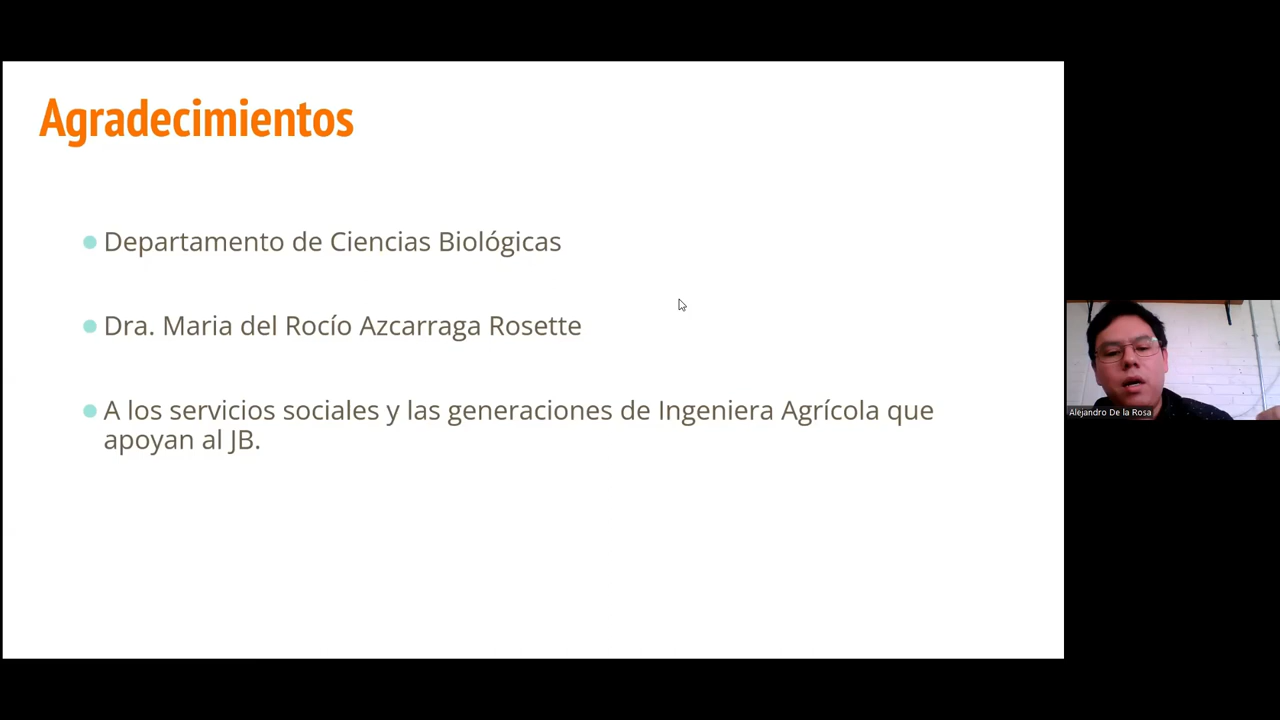 Agradecimientos
Departamento de Ciencias Biológicas
Dra. Maria del Rocío Azcarraga Rosette
A los servicios sociales y las generaciones de Ingeniera Agrícola que
apoyan al JB.
Alejandro De la Rosa